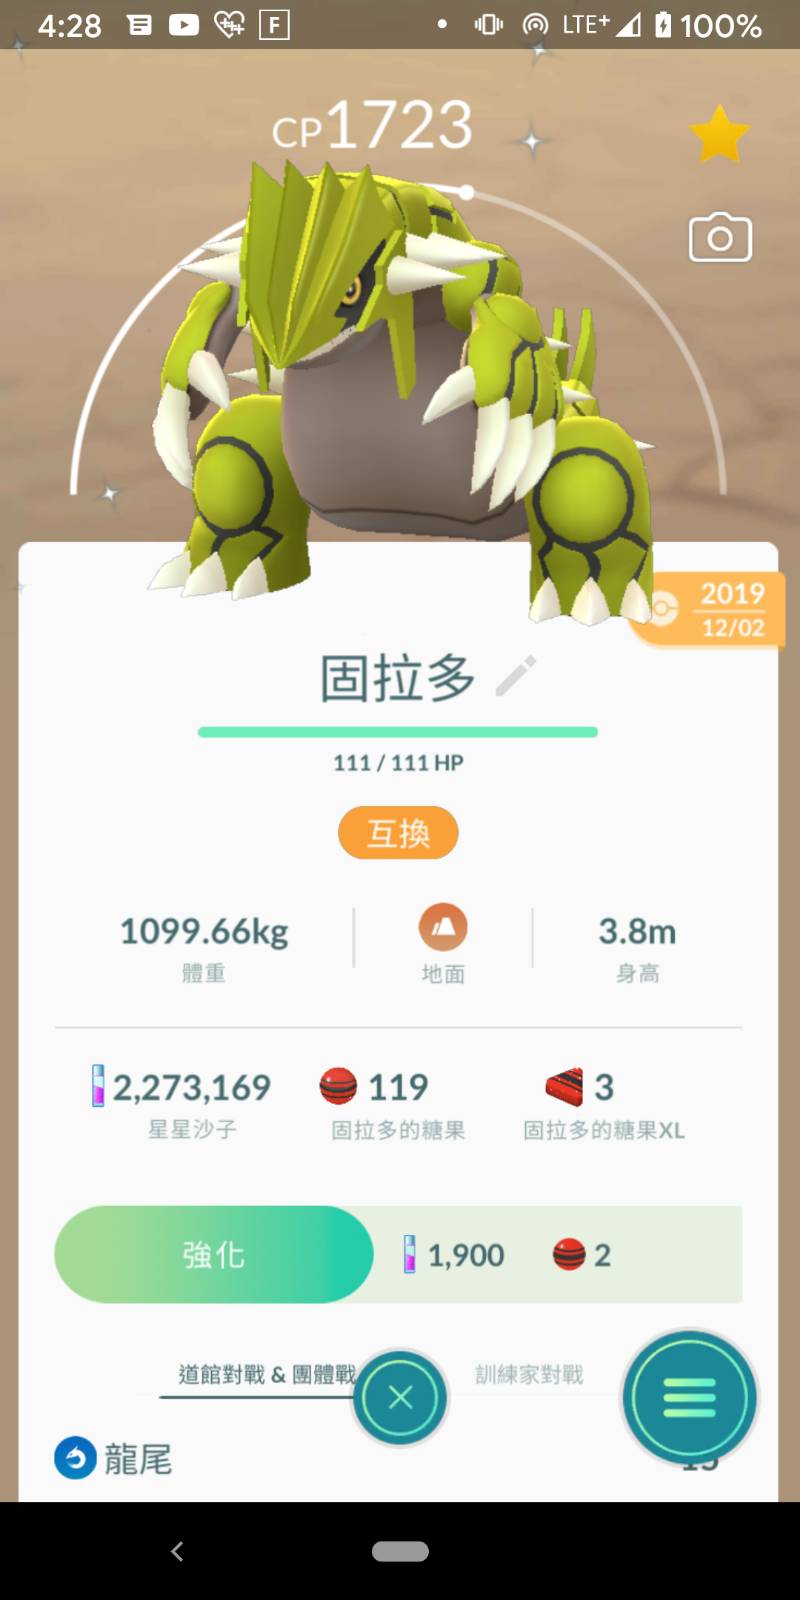 4:28 F LTE+ 100%
CP1723
2019
12/02
固拉多
111 / 111 HP
互換
1099.66kg 3.8m
體重 地面 身高
2,273,169 119 3
星星沙子 固拉多的糖果 固拉多的糖果XL
強化 1,900 2
道館對戰 & 團體戰 訓練家對戰
龍尾 15